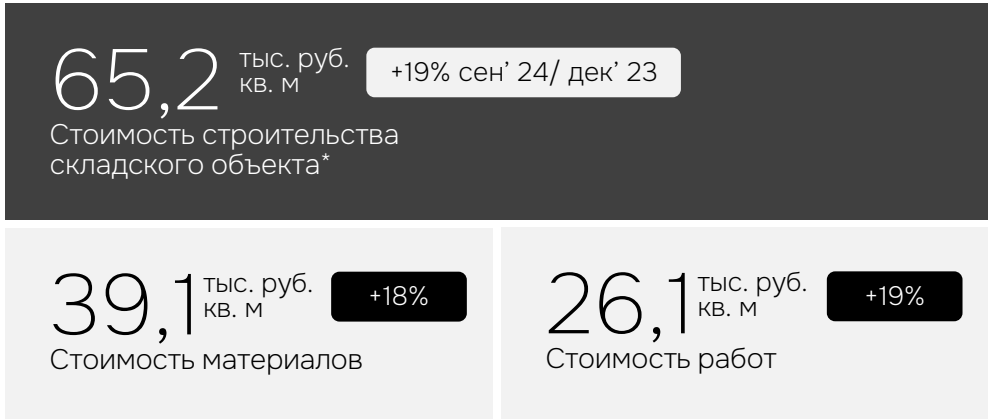 65,2 тыс. руб.
кв. м
+19% сен’ 24/ дек’ 23
Стоимость строительства
складского объекта*
39,1 тыс. руб.
кв. м
+18%
Стоимость материалов
26,1 тыс. руб.
кв. м
+19%
Стоимость работ